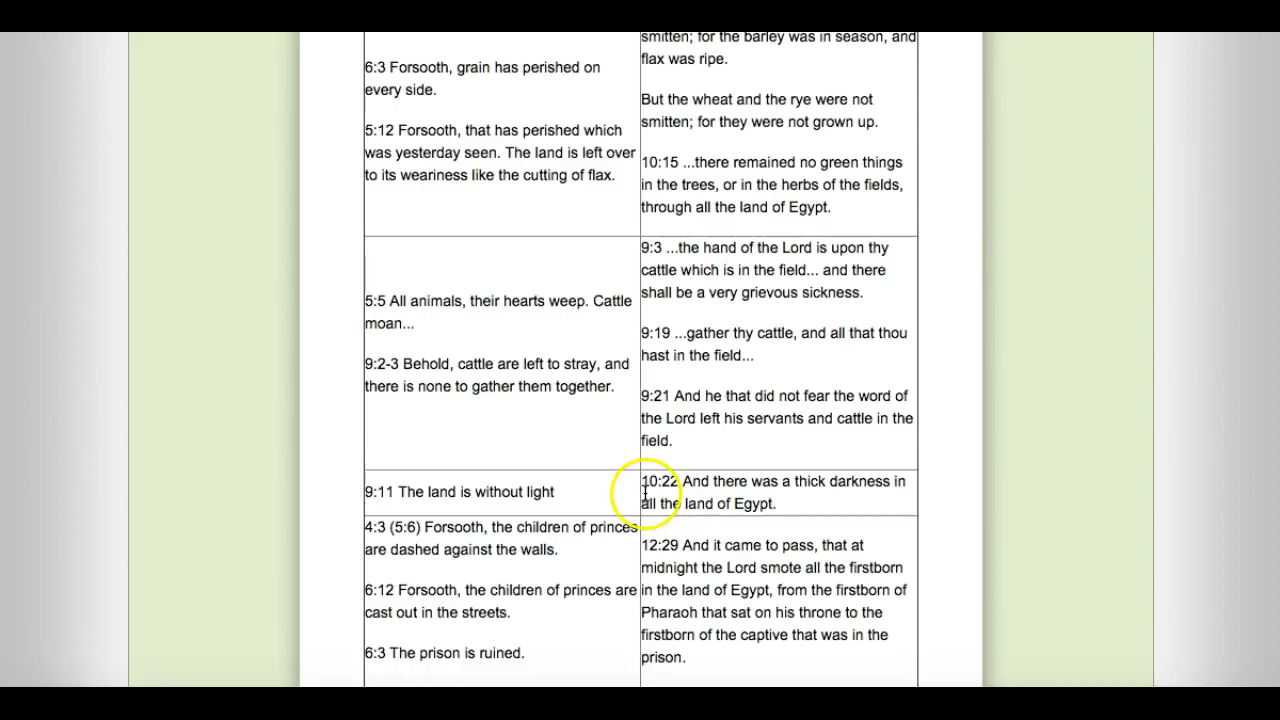 6:3 Forsooth, grain has perished on
every side.
5:12 Forsooth, that has perished which
was yesterday seen. The land is left over
to its weariness like the cutting of flax.
smitten; for the barley was in season, and
flax was ripe.
But the wheat and the rye were not
smitten; for they were not grown up.
10:15 ...there remained no green things
in the trees, or in the herbs of the fields,
through all the land of Egypt.
5:5 All animals, their hearts weep. Cattle
moan...
9:2-3 Behold, cattle are left to stray, and
there is none to gather them together.
9:3 ...the hand of the Lord is upon thy
cattle which is in the field... and there
shall be a very grievous sickness.
9:19 ...gather thy cattle, and all that thou
hast in the field...
9:21 And he that did not fear the word of
the Lord left his servants and cattle in the
field.
9:11 The land is without light
10:22 And there was a thick darkness in
all the land of Egypt.
4:3 (5:6) Forsooth, the children of princes
are dashed against the walls.
6:12 Forsooth, the children of princes are
cast out in the streets.
6:3 The prison is ruined.
12:29 And it came to pass, that at
midnight the Lord smote all the firstborn
in the land of Egypt, from the firstborn of
Pharaoh that sat on his throne to the
firstborn of the captive that was in the
prison.